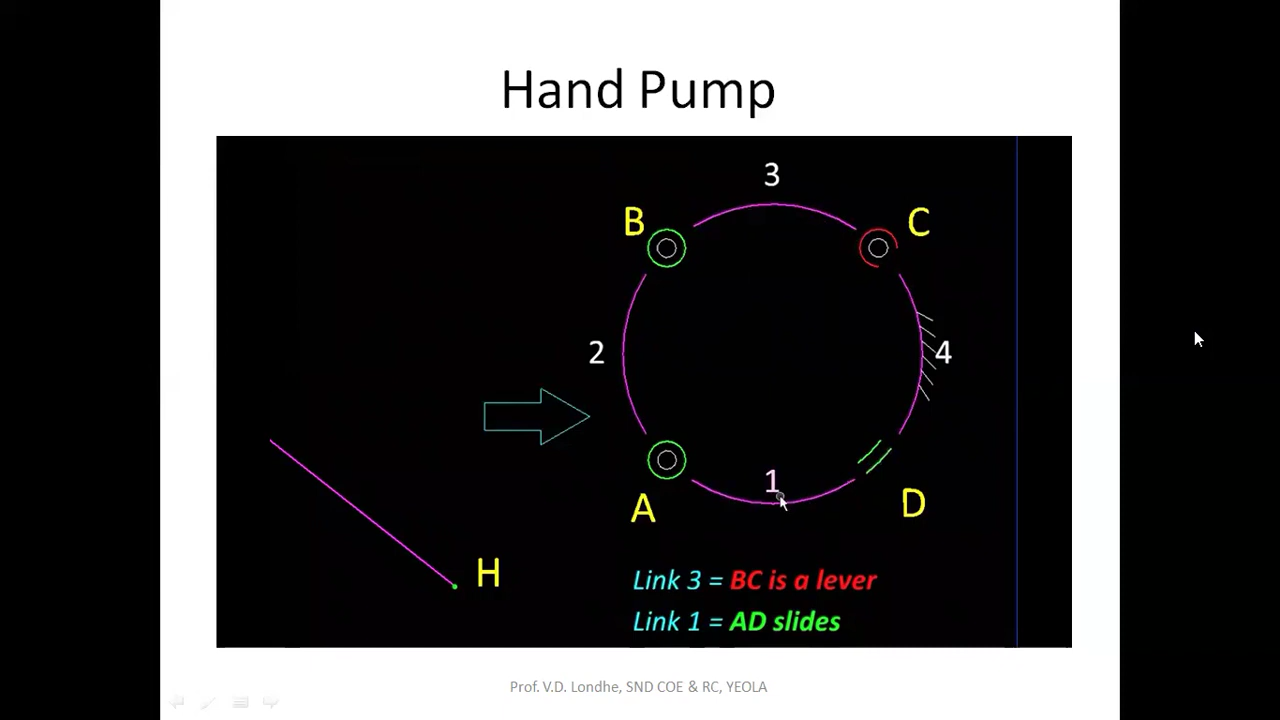 Hand Pump
3
B
C
2
4
1
A
D
H
Link 3 = BC is a lever
Link 1 = AD slides
Prof. V.D. Londhe, SND COE & RC, YEOLA